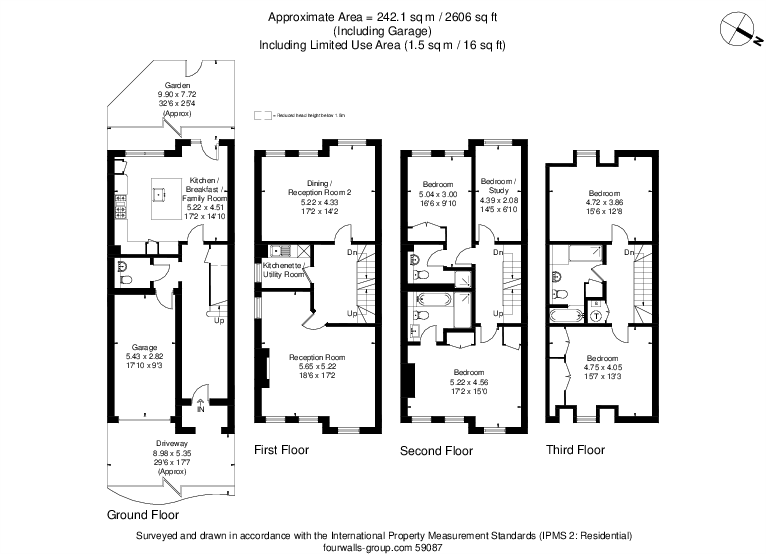 Approximate Area = 242.1 sq m / 2606 sq ft
(Including Garage)
Including Limited Use Area (1.5 sq m / 16 sq ft)
N
= Reduced head height below 1.5m
Garden
9.90 x 7.72
32'6 x 25'4
(Approx)
Kitchen /
Breakfast /
Family Room
5.22 x 4.51
17'2 x 14'10
Up
Garage
5.43 x 2.82
17'10 x 9'3
IN
Driveway
8.98 x 5.35
29'6 x 17'7
(Approx)
Ground Floor
Dining /
Reception Room 2
5.22 x 4.33
17'2 x 14'2
Dn
Kitchenette /
Utility Room
Up
Reception Room
5.65 x 5.22
18'6 x 17'2
First Floor
Bedroom
5.04 x 3.00
16'6 x 9'10
Bedroom /
Study
4.39 x 2.08
14'5 x 6'10
Dn
Up
Bedroom
5.22 x 4.56
17'2 x 15'0
Second Floor
Bedroom
4.72 x 3.86
15'6 x 12'8
Dn
Bedroom
4.75 x 4.05
15'7 x 13'3
Third Floor
Surveyed and drawn in accordance with the International Property Measurement Standards (IPMS 2: Residential)
fourwalls-group.com 59087